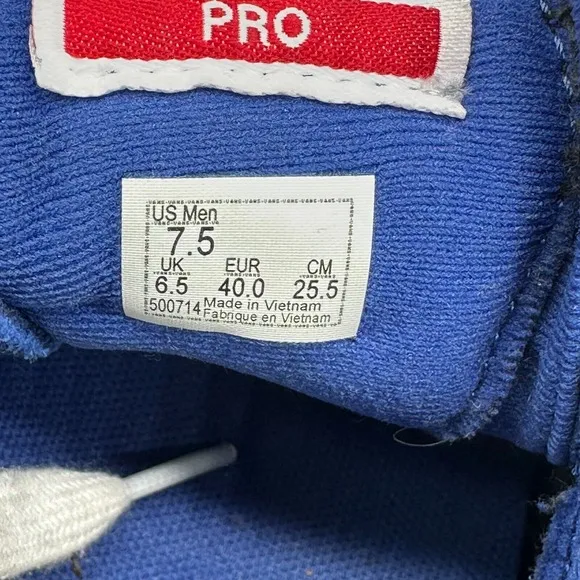 PRO
US Men
7.5
UK EUR CM
6.5 40.0 25.5
500714 Made in Vietnam
Fabrique en Vietnam